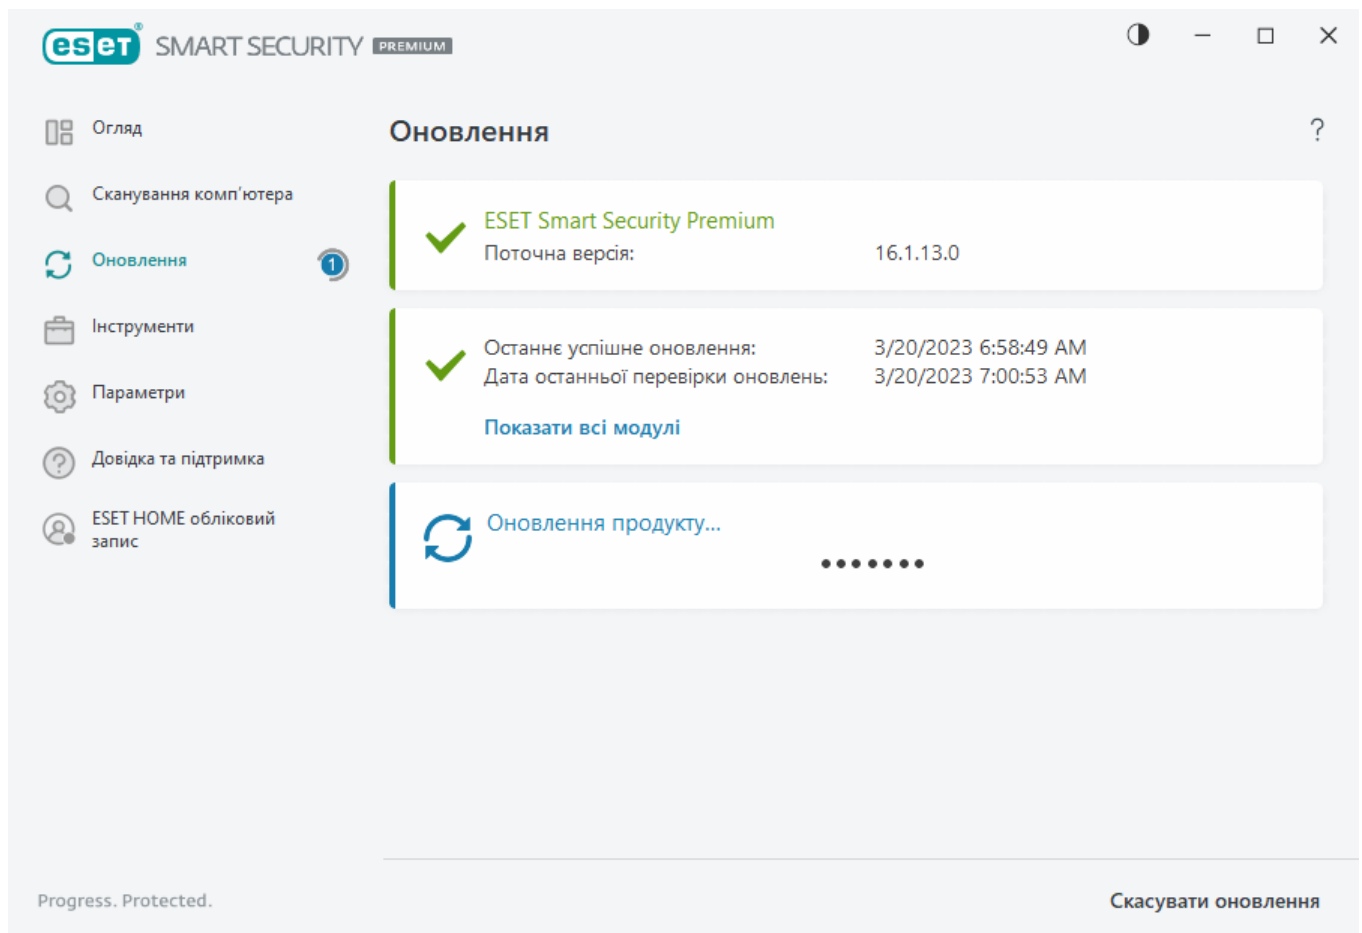 eset® SMART SECURITY PREMIUM
Огляд
Сканування комп'ютера
Оновлення 1
Інструменти
Параметри
Довідка та підтримка
ESET HOME обліковий
запис
Оновлення
?
ESET Smart Security Premium
Поточна версія: 16.1.13.0
Останнє успішне оновлення: 3/20/2023 6:58:49 AM
Дата останньої перевірки оновлень: 3/20/2023 7:00:53 AM
Показати всі модулі
Оновлення продукту...
Progress. Protected.
Скасувати оновлення